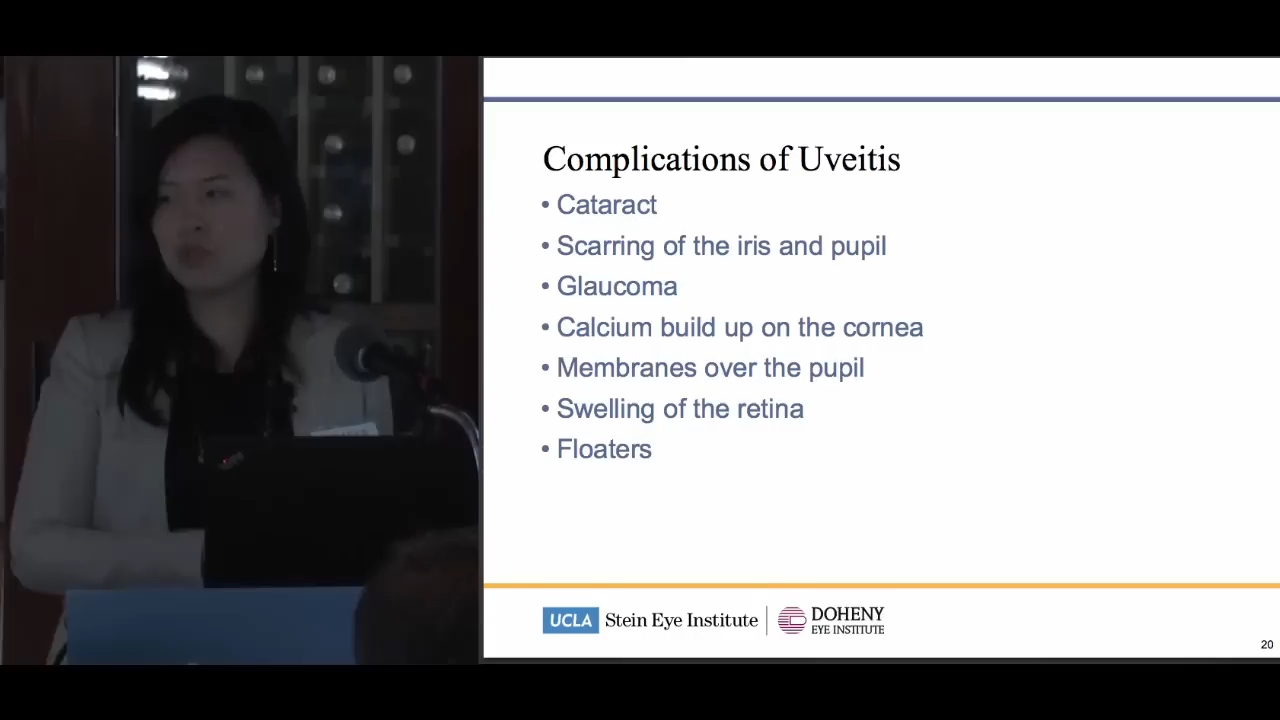 Complications of Uveitis
• Cataract
• Scarring of the iris and pupil
• Glaucoma
• Calcium build up on the cornea
• Membranes over the pupil
• Swelling of the retina
• Floaters
UCLA Stein Eye Institute
DOHENY
EYE INSTITUTE
20